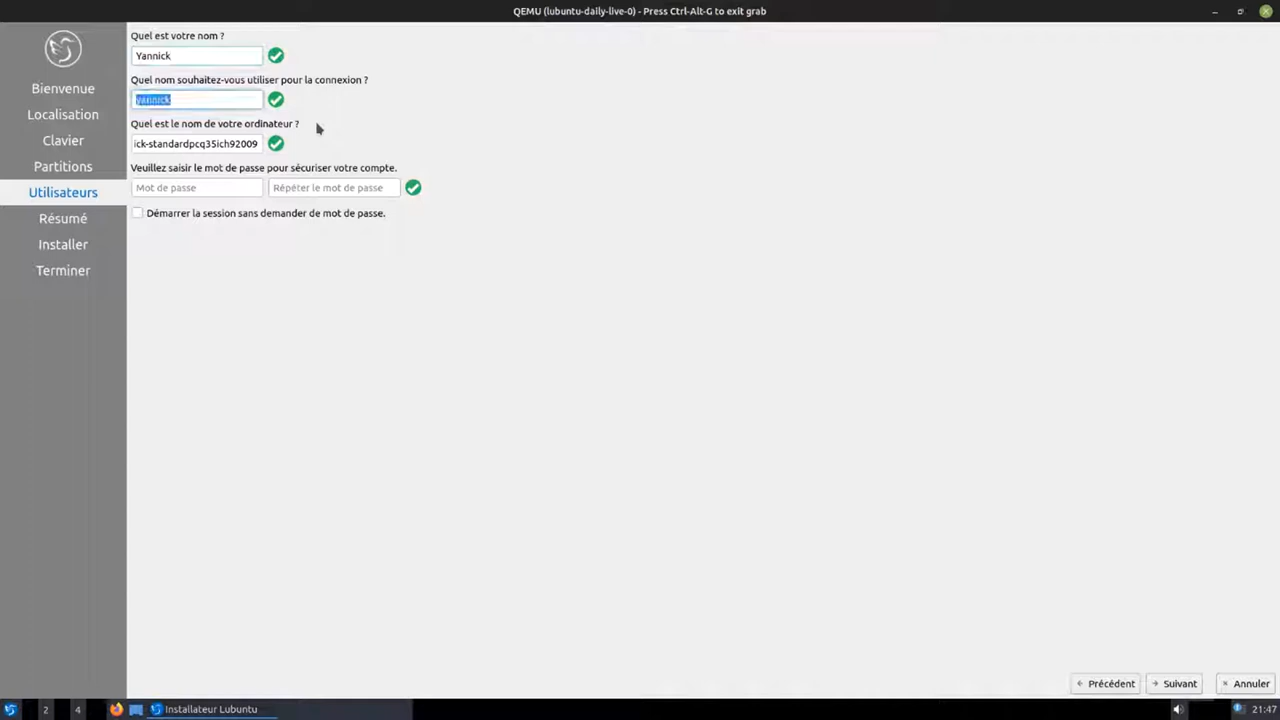 QEMU (lubuntu-daily-live-0) - Press Ctrl-Alt-G to exit grab
Bienvenue
Localisation
Clavier
Partitions
Utilisateurs
Résumé
Installer
Terminer
Quel est votre nom ?
Yannick
Quel nom souhaitez-vous utiliser pour la connexion ?
yannick
Quel est le nom de votre ordinateur ?
ick-standardpcq35ich92009
Veuillez saisir le mot de passe pour sécuriser votre compte.
Mot de passe Répéter le mot de passe
Démarrer la session sans demander de mot de passe.
Précédent Suivant Annuler
2 4 Installateur Lubuntu 21:47